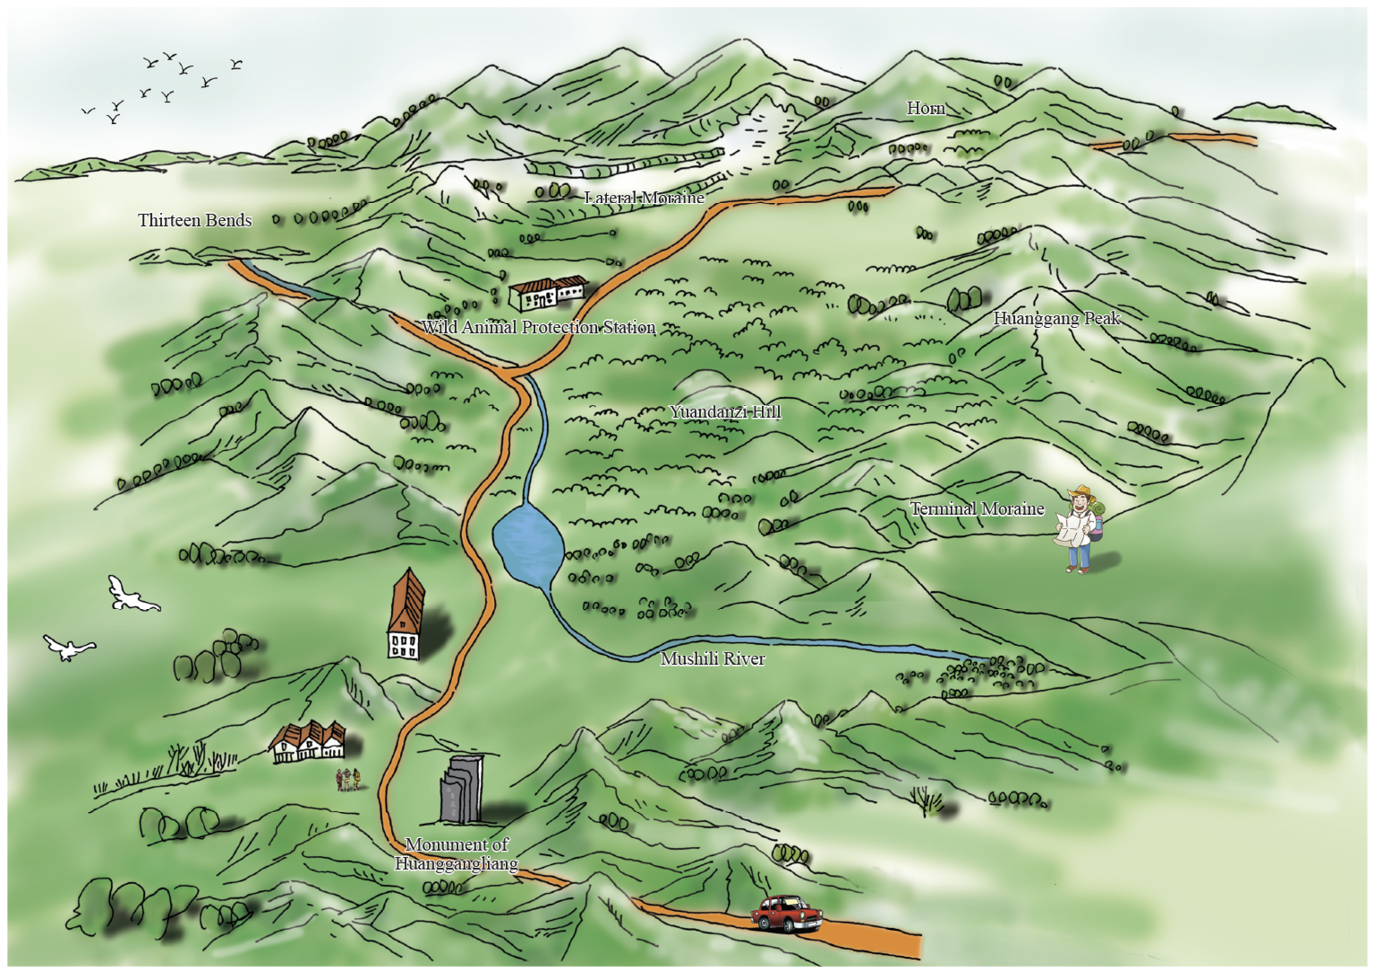 Horn
Lateral Moraine
Thirteen Bends
Huanggang Peak
Wild Animal Protection Station
Yuandanzi Hill
Terminal Moraine
Mushili River
Monument of
Huanggangliang